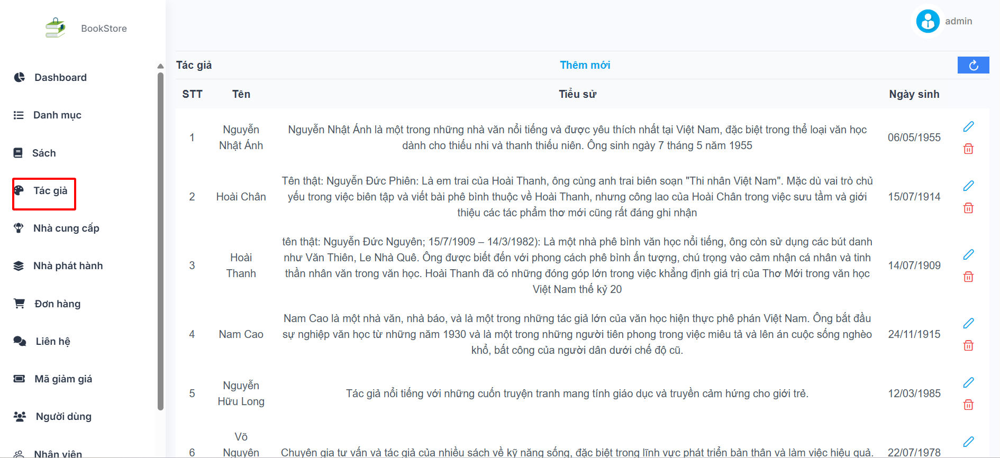 BookStore
admin
Dashboard
Danh mục
Sách
Tác giả
Nhà cung cấp
Nhà phát hành
Đơn hàng
Liên hệ
Mã giảm giá
Người dùng
Nhân viên
Tác giả
Thêm mới
STT Tên Tiểu sử Ngày sinh
1
Nguyễn
Nhật Ánh
Nguyễn Nhật Ánh là một trong những nhà văn nổi tiếng và được yêu thích nhất tại Việt Nam, đặc biệt trong thể loại văn học
dành cho thiếu nhi và thanh thiếu niên. Ông sinh ngày 7 tháng 5 năm 1955
06/05/1955
2
Hoài Chân
Tên thật: Nguyễn Đức Phiên: Là em trai của Hoài Thanh, ông cùng anh trai biên soạn "Thi nhân Việt Nam". Mặc dù vai trò chủ
yếu trong việc biên tập và viết bài phê bình thuộc về Hoài Thanh, nhưng công lao của Hoài Chân trong việc sưu tầm và giới
thiệu các tác phẩm thơ mới cũng rất đáng ghi nhận
15/07/1914
3
Hoài
Thanh
tên thật: Nguyễn Đức Nguyên; 15/7/1909 – 14/3/1982): Là một nhà phê bình văn học nổi tiếng, ông còn sử dụng các bút danh
như Văn Thiên, Le Nhà Quê. Ông được biết đến với phong cách phê bình ấn tượng, chú trọng vào cảm nhận cá nhân và tinh
thần nhân văn trong văn học. Hoài Thanh đã có những đóng góp lớn trong việc khẳng định giá trị của Thơ Mới trong văn học
Việt Nam thế kỷ 20
14/07/1909
4
Nam Cao
Nam Cao là một nhà văn, nhà báo, và là một trong những tác giả lớn của văn học hiện thực phê phán Việt Nam. Ông bắt đầu
sự nghiệp văn học từ những năm 1930 và là một trong những người tiên phong trong việc miêu tả và lên án cuộc sống nghèo
khổ, bất công của người dân dưới chế độ cũ.
24/11/1915
5
Nguyễn
Hữu Long
Tác giả nổi tiếng với những cuốn truyện tranh mang tính giáo dục và truyền cảm hứng cho giới trẻ.
12/03/1985
6
Võ
Nguyên
Chuyên gia tư vấn và tác giả của nhiều sách về kỹ năng sống, đặc biệt trong lĩnh vực phát triển bản thân và làm việc hiệu quả.
22/07/1978